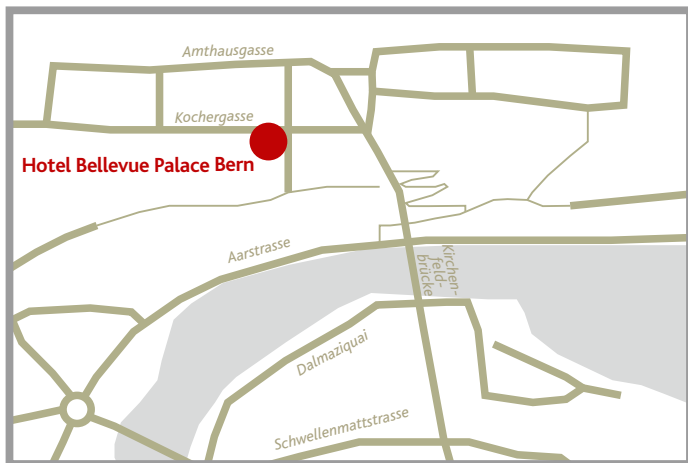 Amthausgasse
Kochergasse
Hotel Bellevue Palace Bern
Aarstrasse
Kirchen-
feld-
brücke
Dalmaziquai
Schwellenmattstrasse